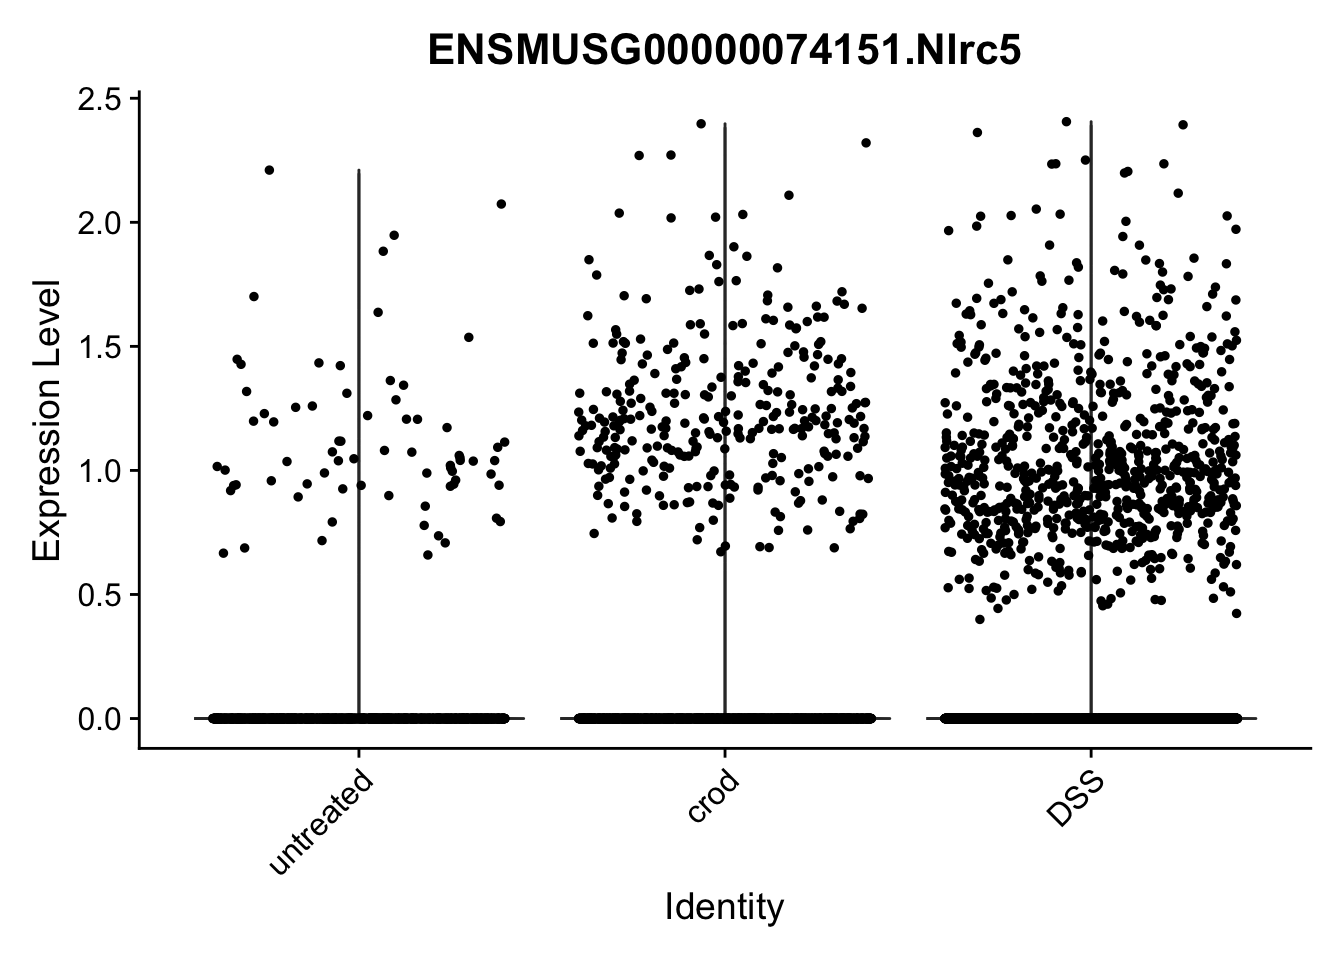 ENSMUSG00000074151.Nlrc5
Expression Level
2.5
2.0
1.5
1.0
0.5
0.0
untreated
crod
DSS
Identity